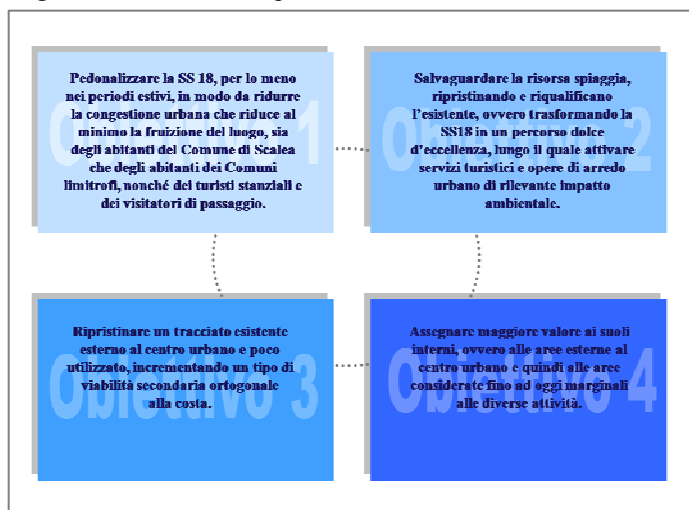 Pedonalizzare la SS 18, per lo meno
nei periodi estivi, in modo da ridurre
la congestione urbana che riduce al
minimo la fruizione del luogo, sia
degli abitanti del Comune di Scalea
che degli abitanti dei Comuni
limitrofi, nonché dei turisti stanziali e
dei visitatori di passaggio.
Obiettivo 1
Salvaguardare la risorsa spiaggia,
ripristinando e riqualificano
l'esistente, ovvero trasformando la
SS18 in un percorso dolce
d'eccellenza, lungo il quale attivare
servizi turistici e opere di arredo
urbano di rilevante impatto
ambientale.
Obiettivo 2
Ripristinare un tracciato esistente
esterno al centro urbano e poco
utilizzato, incrementando un tipo di
viabilità secondaria ortogonale
alla costa.
Obiettivo 3
Assegnare maggiore valore ai suoli
interni, ovvero alle aree esterne al
centro urbano e quindi alle aree
considerate fino ad oggi marginali
alle diverse attività.
Obiettivo 4